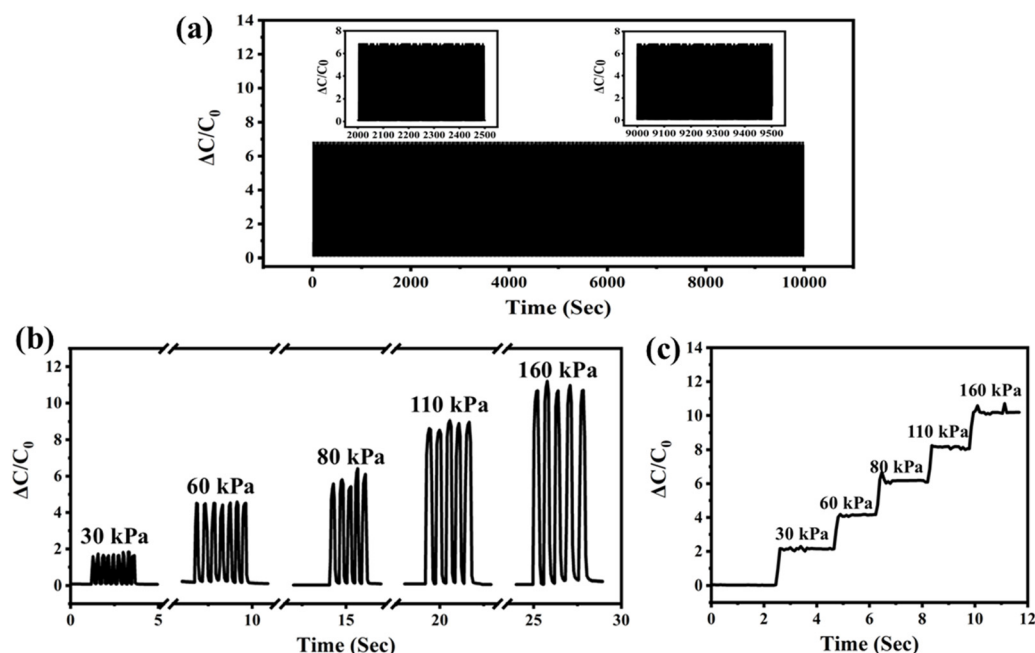 (a)
14
12
10
8
6
4
2
0
ΔC/C0
8
6
4
2
0
ΔC/C0
2000 2100 2200 2300 2400 2500
8
6
4
2
0
ΔC/C0
9000 9100 9200 9300 9400 9500
0 2000 4000 6000 8000 10000
Time (Sec)
(b)
12
10
8
6
4
2
0
ΔC/C0
30 kPa
60 kPa
80 kPa
110 kPa
160 kPa
0 5 10 15 20 25 30
Time (Sec)
(c)
14
12
10
8
6
4
2
0
ΔC/C0
30 kPa
60 kPa
80 kPa
110 kPa
160 kPa
0 2 4 6 8 10 12
Time (Sec)